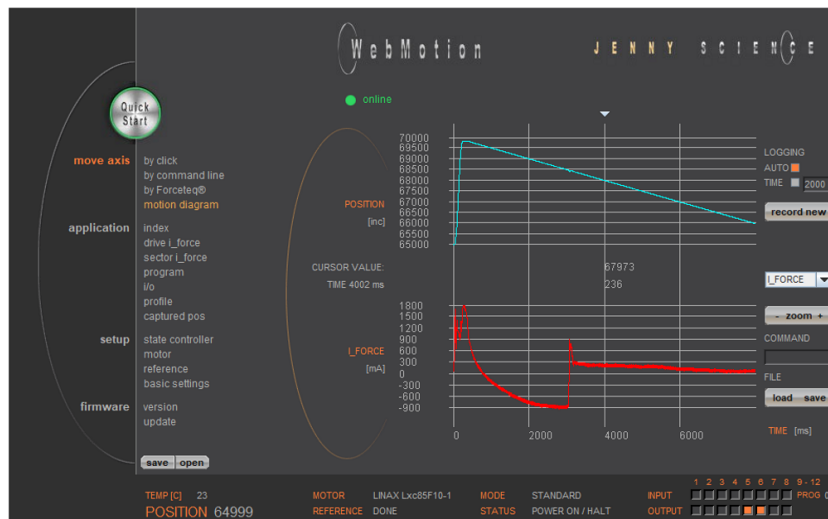 WebMotion
JENNY SCIENCE
Quick
Start
online
move axis
by click
by command line
by Forceteq®
motion diagram
application
index
drive i_force
sector i_force
program
i/o
profile
captured pos
setup
state controller
motor
reference
basic settings
firmware
version
update
save open
POSITION
[inc]
CURSOR VALUE:
TIME 4002 ms
I_FORCE
[mA]
70000
69500
69000
68500
68000
67500
67000
66500
66000
65500
65000
67973
236
1800
1500
1200
900
600
300
0
-300
-600
-900
0 2000 4000 6000
LOGGING
AUTO
TIME 2000
record new
I_FORCE
- zoom +
COMMAND
FILE
load save
TIME [ms]
TEMP [C] 23
POSITION 64999
MOTOR LINAX Lxc85F10-1
REFERENCE DONE
MODE STANDARD
STATUS POWER ON / HALT
1 2 3 4 5 6 7 8 9-12
INPUT PROG
OUTPUT